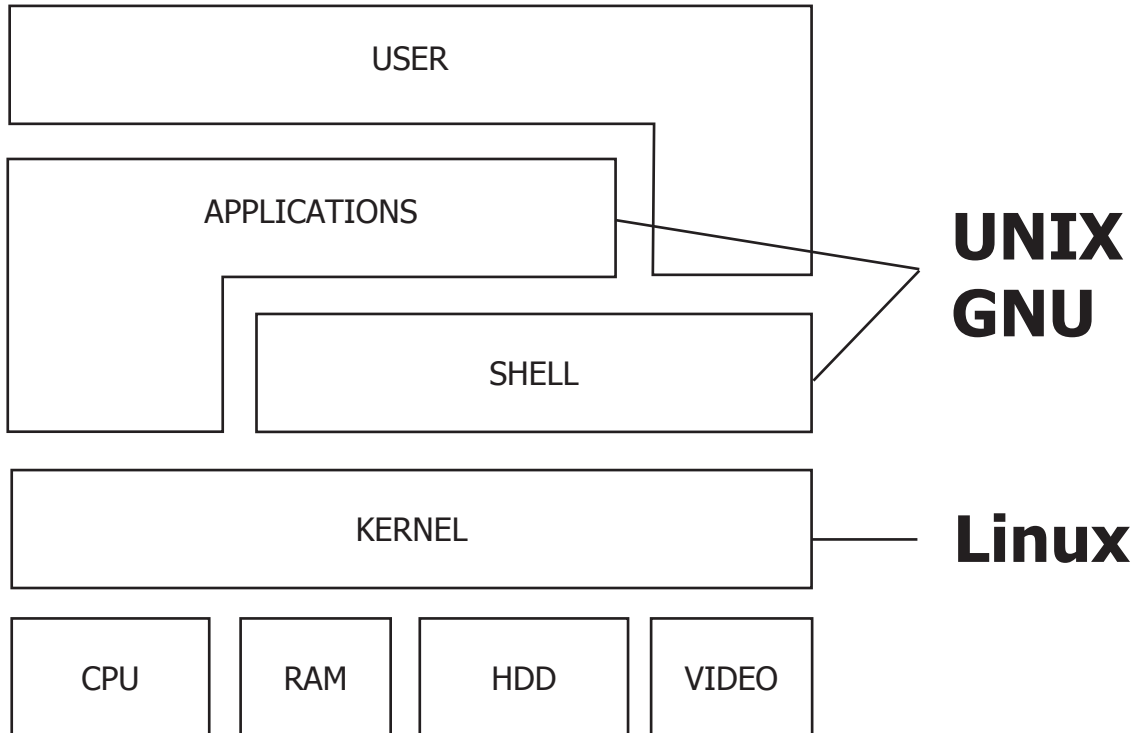 USER
APPLICATIONS
UNIX
GNU
SHELL
KERNEL
Linux
CPU
RAM
HDD
VIDEO